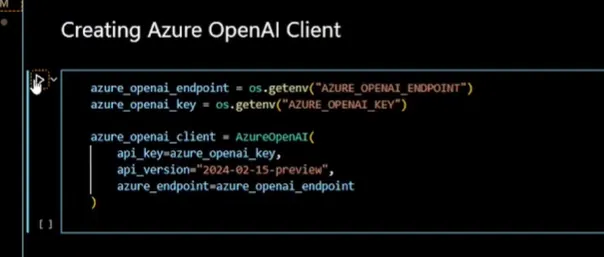 M
Creating Azure OpenAI Client
azure_openai_endpoint = os.getenv("AZURE_OPENAI_ENDPOINT")
azure_openai_key = os.getenv("AZURE_OPENAI_KEY")
azure_openai_client = AzureOpenAI(
api_key=azure_openai_key,
api_version="2024-02-15-preview",
azure_endpoint=azure_openai_endpoint
)
[ ]